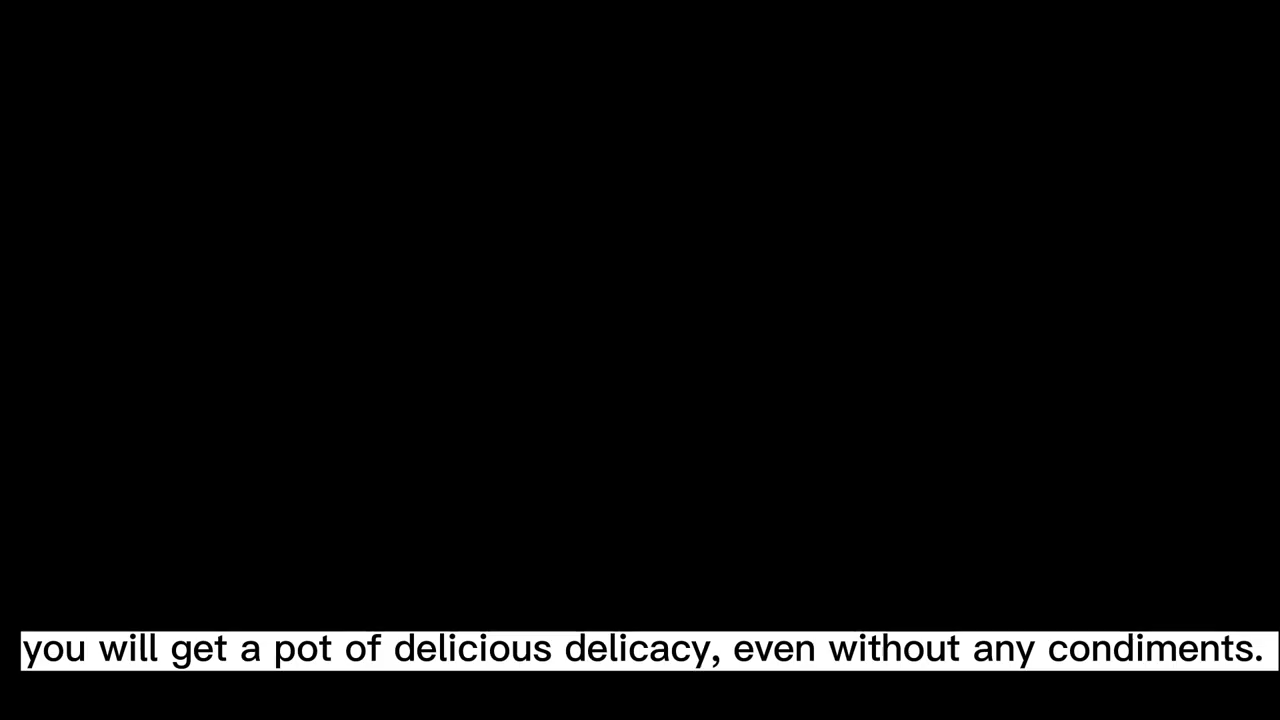 you will get a pot of delicious delicacy, even without any condiments.